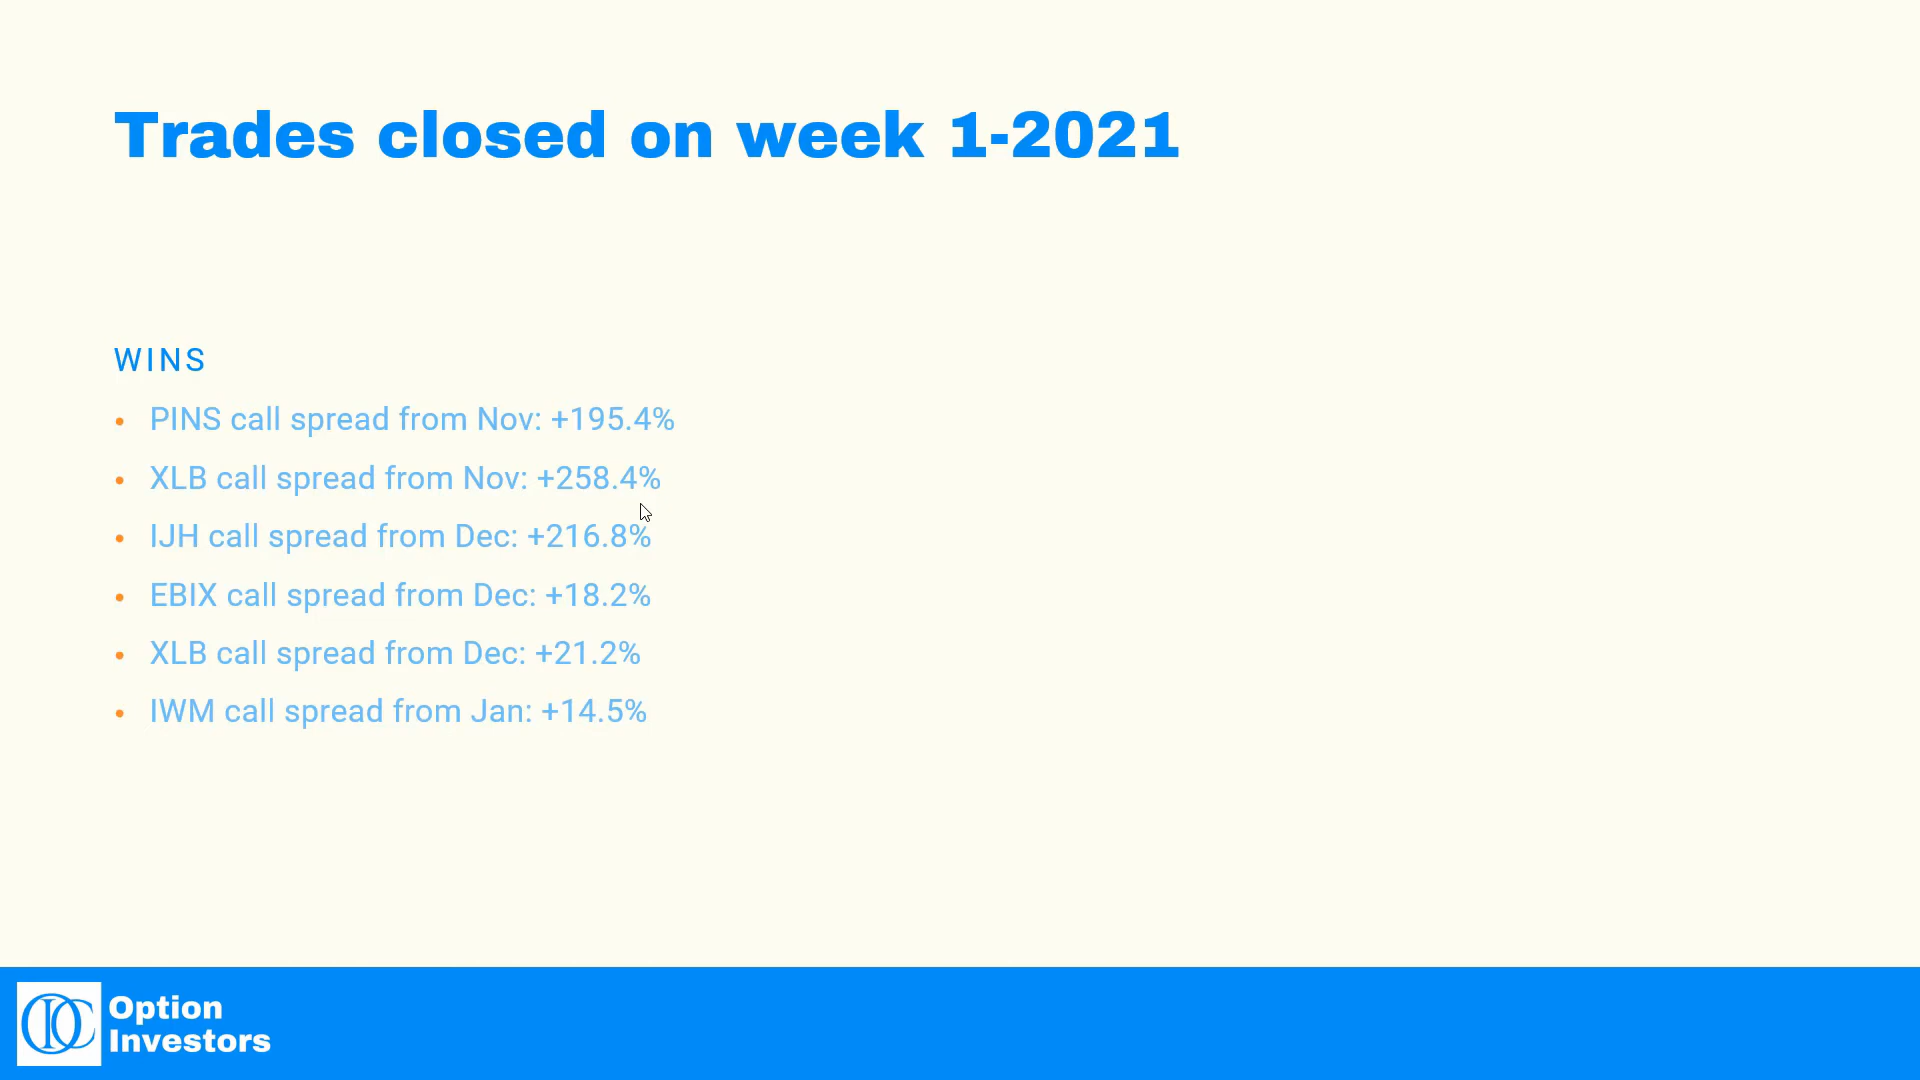 Trades closed on week 1-2021
WINS
• PINS call spread from Nov: +195.4%
• XLB call spread from Nov: +258.4%
• IJH call spread from Dec: +216.8%
• EBIX call spread from Dec: +18.2%
• XLB call spread from Dec: +21.2%
• IWM call spread from Jan: +14.5%
Option
Investors